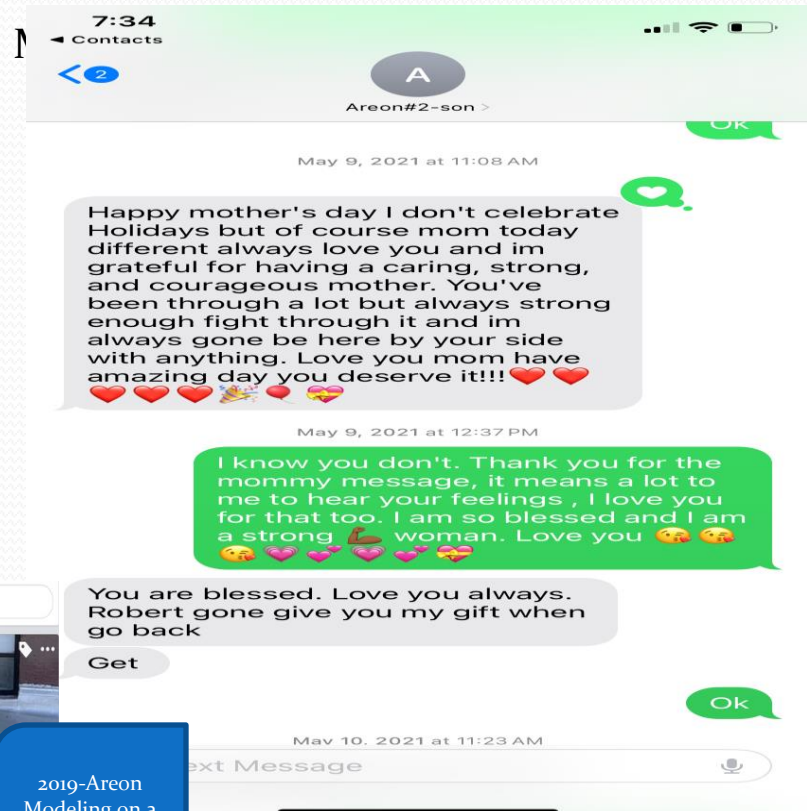 7:34
◄ Contacts
2
A
Areon#2-son >
Ok
May 9, 2021 at 11:08 AM
Happy mother's day I don't celebrate
Holidays but of course mom today
different always love you and im
grateful for having a caring, strong,
and courageous mother. You've
been through a lot but always strong
enough fight through it and im
always gone be here by your side
with anything. Love you mom have
amazing day you deserve it!!!❤️❤️
❤️❤️❤️🎉🎈💝
May 9, 2021 at 12:37 PM
I know you don't. Thank you for the
mommy message, it means a lot to
me to hear your feelings , I love you
for that too. I am so blessed and I am
a strong 💪🏾 woman. Love you 😘😘
😘💗💕💗💕💝
You are blessed. Love you always.
Robert gone give you my gift when
go back
Get
Ok
May 10, 2021 at 11:23 AM
Message
2019-Areon
Modeling on a